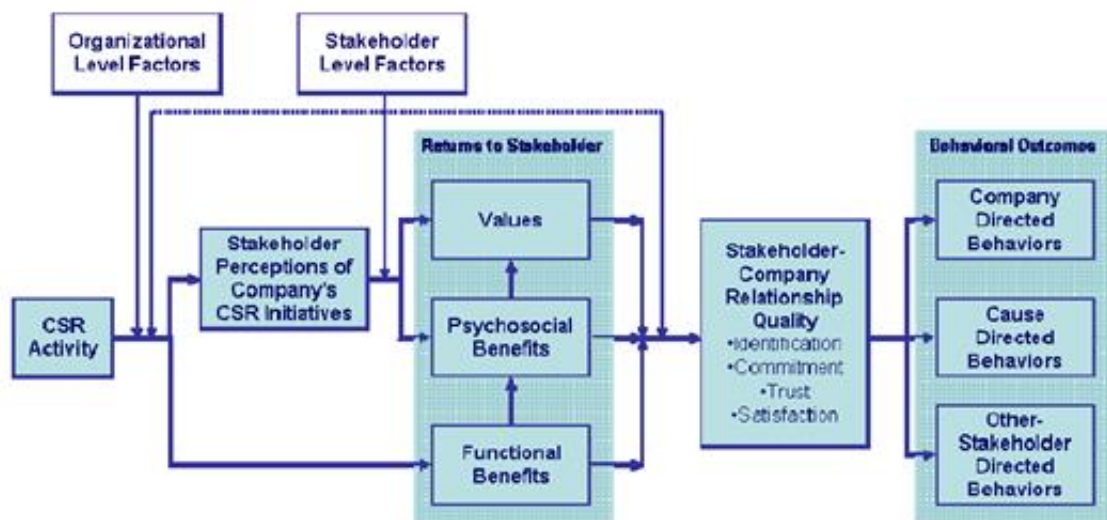 Organizational
Level Factors
Stakeholder
Level Factors
Returns to Stakeholder
Behavioral Outcomes
Values
Company
Directed
Behaviors
Stakeholder
Perceptions of
Company's
CSR Initiatives
Stakeholder-
Company
Relationship
Quality
•Identification
•Commitment
•Trust
•Satisfaction
CSR
Activity
Psychosocial
Benefits
Cause
Directed
Behaviors
Functional
Benefits
Other-
Stakeholder
Directed
Behaviors